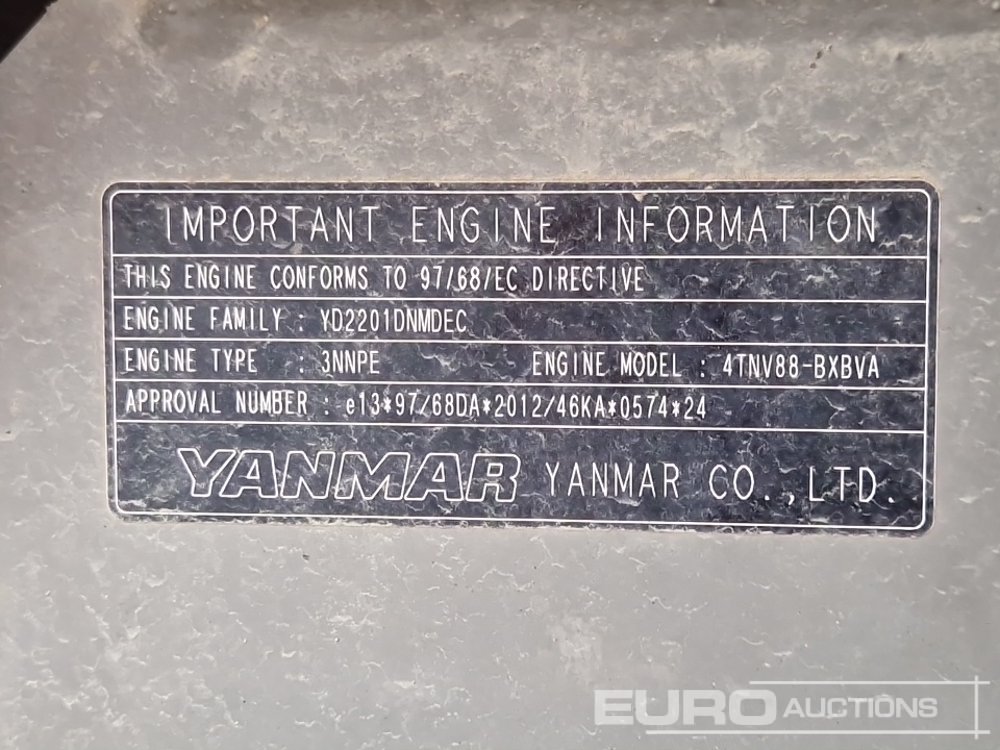 IMPORTANT ENGINE INFORMATION
THIS ENGINE CONFORMS TO 97/68/EC DIRECTIVE
ENGINE FAMILY : YD2201DNMDEC
ENGINE TYPE : 3NNPE ENGINE MODEL : 4TNV88-BXBVA
APPROVAL NUMBER : e13*97/68DA*2012/46KA*0574*24
YANMAR YANMAR CO.,LTD.
EURO AUCTIONS